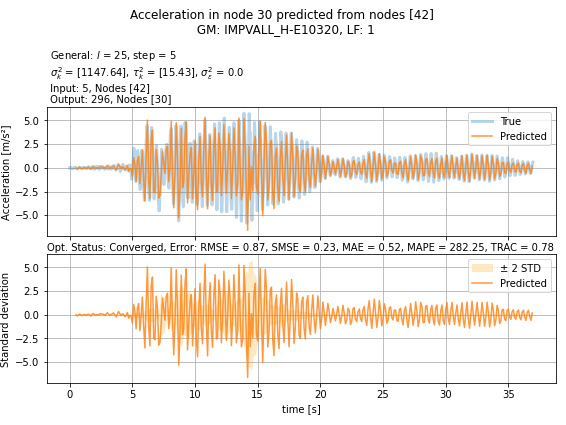 Acceleration in node 30 predicted from nodes [42]
GM: IMPVALL_H-E10320, LF: 1
General: l = 25, step = 5
σ²ₖ = [1147.64], τ²ₖ = [15.43], σ²ε = 0.0
Input: 5, Nodes [42]
Output: 296, Nodes [30]
Acceleration [m/s²]
5.0
2.5
0.0
−2.5
−5.0
True
Predicted
Opt. Status: Converged, Error: RMSE = 0.87, SMSE = 0.23, MAE = 0.52, MAPE = 282.25, TRAC = 0.78
Standard deviation
5.0
2.5
0.0
−2.5
−5.0
± 2 STD
Predicted
0 5 10 15 20 25 30 35
time [s]